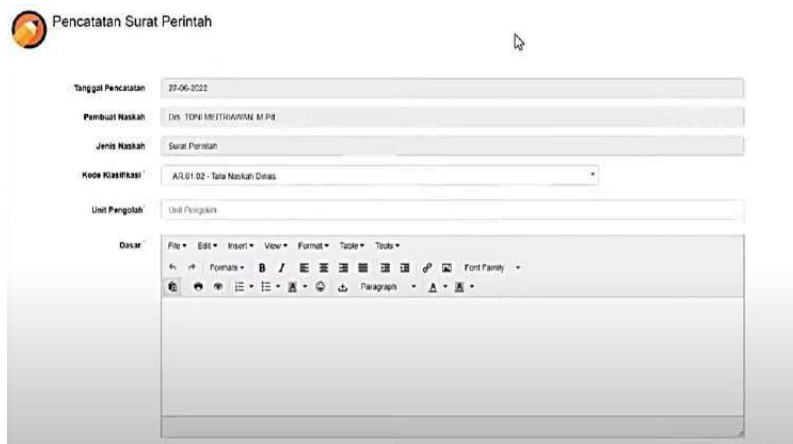 Pencatatan Surat Perintah
Tanggal Pencatatan 27-06-2022
Pembuat Naskah Drs. TONI MEITRIAWAN, M.Pd
Jenis Naskah Surat Perintah
Kode Klasifikasi * AR.01.02 - Tata Naskah Dinas
Unit Pengolah * Unit Pengolah
Dasar * File Edit Insert View Format Table Tools
Formats B I Font Family
Paragraph A A